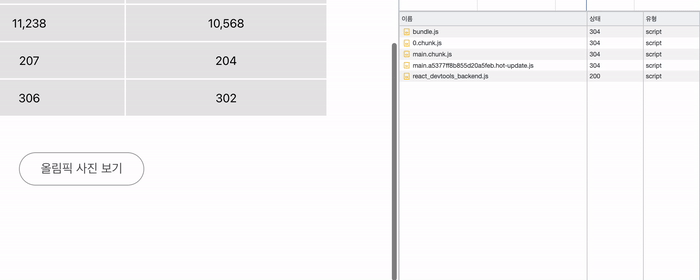 11,238 10,568
207 204
306 302
올림픽 사진 보기
이름 상태 유형
bundle.js 304 script
0.chunk.js 304 script
main.chunk.js 304 script
main.a5377ff8b855d20a5feb.hot-update.js 304 script
react_devtools_backend.js 200 script